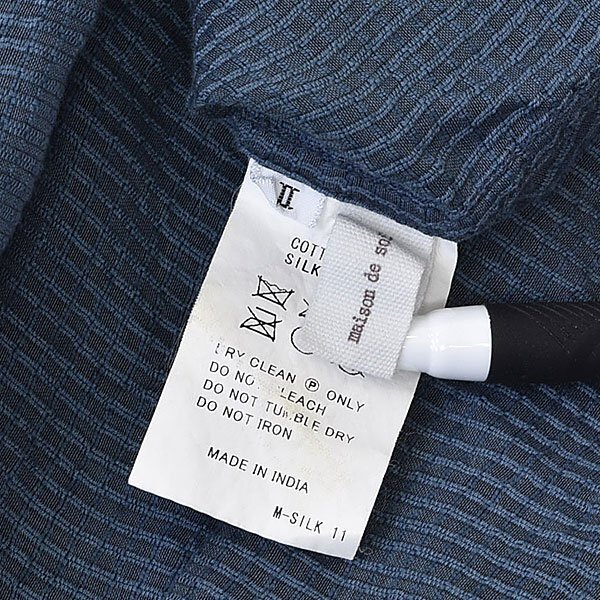 II
COTT
SILK
maison de so
DRY CLEAN Ⓟ ONLY
DO NO BLEACH
DO NOT TUMBLE DRY
DO NOT IRON
MADE IN INDIA
M-SILK 11